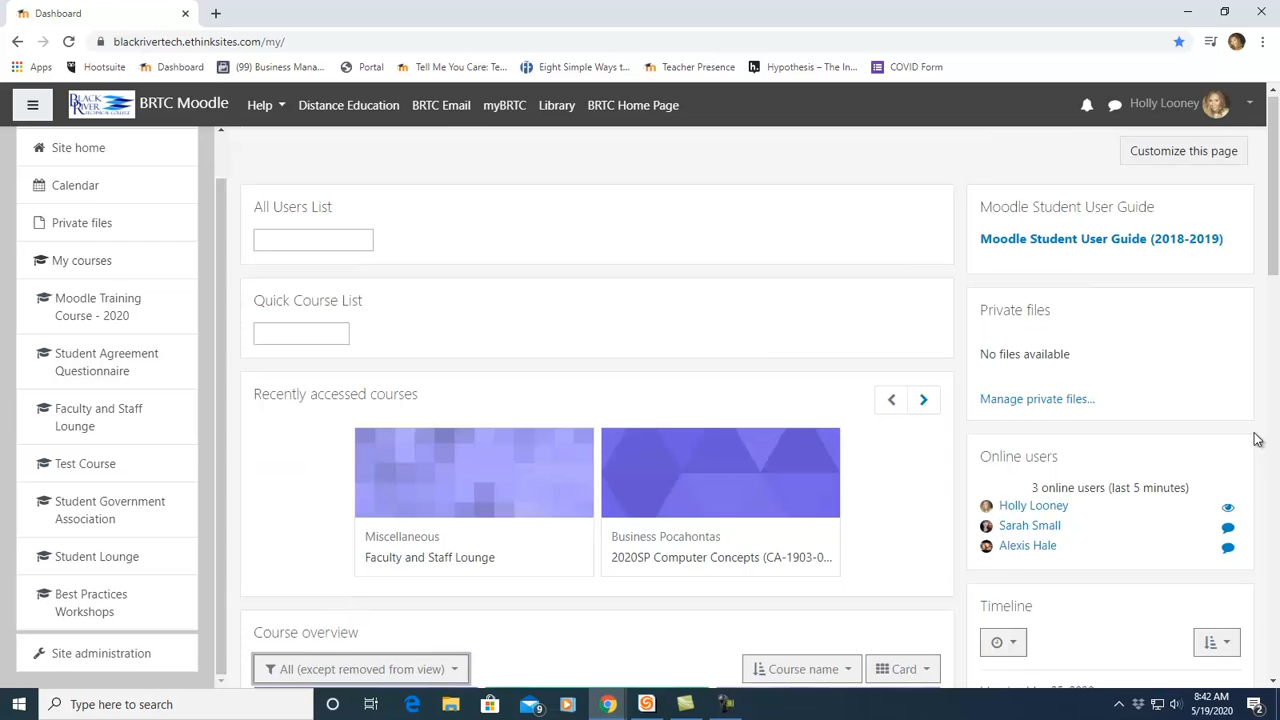 Dashboard
blackrivertech.ethinksites.com/my/
Apps Hootsuite Dashboard (99) Business Mana... Portal Tell Me You Care: Te... Eight Simple Ways t... Teacher Presence Hypothesis – The In... COVID Form
BLACK RIVER TECHNICAL COLLEGE BRTC Moodle Help Distance Education BRTC Email myBRTC Library BRTC Home Page Holly Looney
Site home
Calendar
Private files
My courses
Moodle Training
Course - 2020
Student Agreement
Questionnaire
Faculty and Staff
Lounge
Test Course
Student Government
Association
Student Lounge
Best Practices
Workshops
Site administration
Customize this page
All Users List
Quick Course List
Recently accessed courses
Miscellaneous
Faculty and Staff Lounge
Business Pocahontas
2020SP Computer Concepts (CA-1903-0...
Course overview
All (except removed from view) Course name Card
Moodle Student User Guide
Moodle Student User Guide (2018-2019)
Private files
No files available
Manage private files...
Online users
3 online users (last 5 minutes)
Holly Looney
Sarah Small
Alexis Hale
Timeline
Type here to search
9
8:42 AM
5/19/2020
2